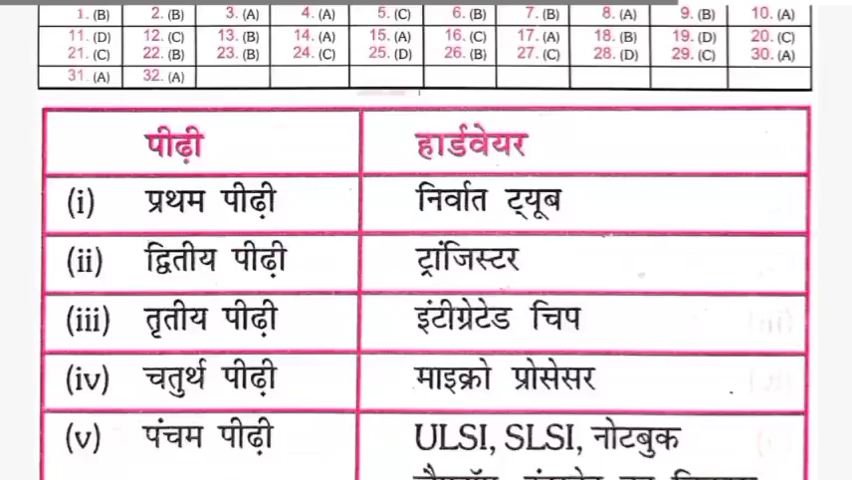 1. (B) 2. (B) 3. (A) 4. (A) 5. (C) 6. (B) 7. (B) 8. (A) 9. (B) 10. (A)
11. (D) 12. (C) 13. (B) 14. (A) 15. (A) 16. (C) 17. (A) 18. (B) 19. (D) 20. (C)
21. (C) 22. (B) 23. (B) 24. (C) 25. (D) 26. (B) 27. (C) 28. (D) 29. (C) 30. (A)
31. (A) 32. (A)
पीढ़ी हार्डवेयर
(i) प्रथम पीढ़ी निर्वात ट्यूब
(ii) द्वितीय पीढ़ी ट्रांजिस्टर
(iii) तृतीय पीढ़ी इंटीग्रेटेड चिप
(iv) चतुर्थ पीढ़ी माइक्रो प्रोसेसर
(v) पंचम पीढ़ी ULSI, SLSI, नोटबुक